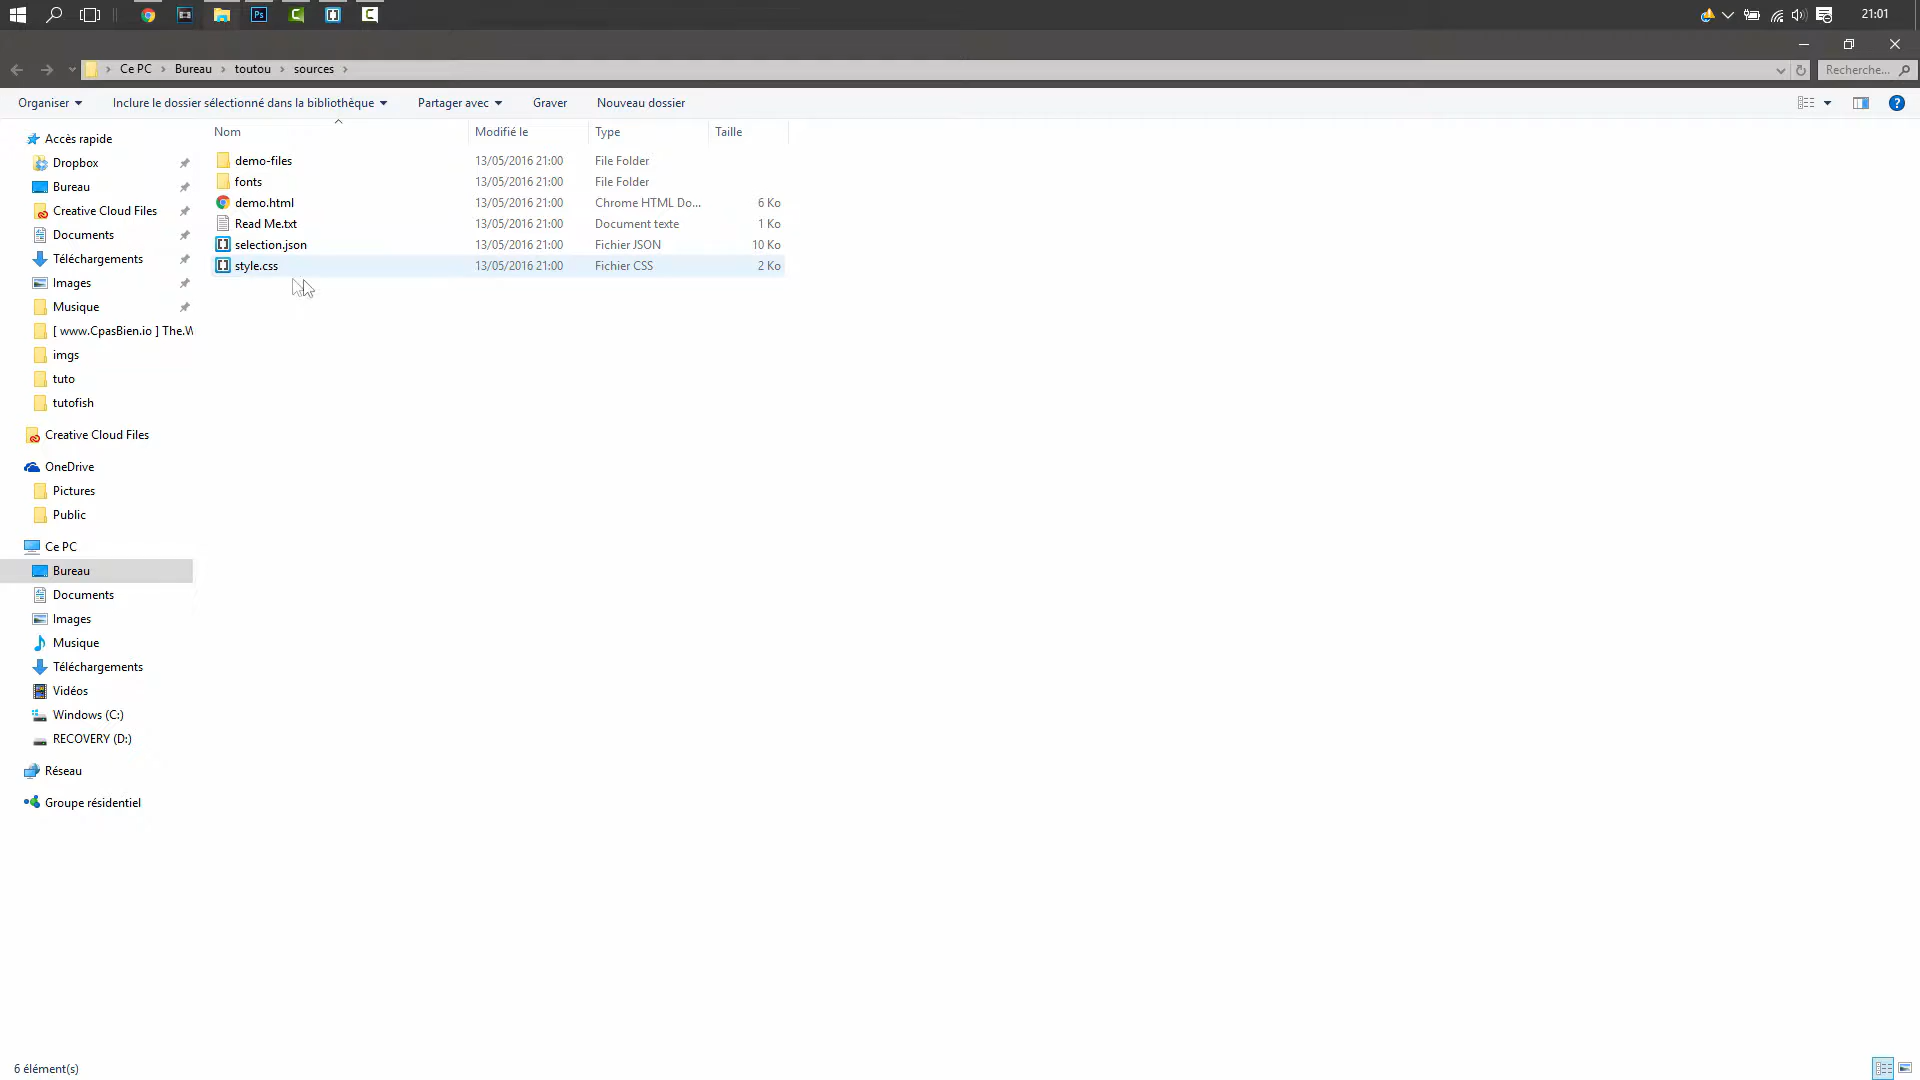 Ps
21:01
Ce PC Bureau toutou sources
Recherche...
Organiser Inclure le dossier sélectionné dans la bibliothèque Partager avec Graver Nouveau dossier
Nom Modifié le Type Taille
demo-files 13/05/2016 21:00 File Folder
fonts 13/05/2016 21:00 File Folder
demo.html 13/05/2016 21:00 Chrome HTML Do... 6 Ko
Read Me.txt 13/05/2016 21:00 Document texte 1 Ko
selection.json 13/05/2016 21:00 Fichier JSON 10 Ko
style.css 13/05/2016 21:00 Fichier CSS 2 Ko
Accès rapide
Dropbox
Bureau
Creative Cloud Files
Documents
Téléchargements
Images
Musique
[ www.CpasBien.io ] The.W
imgs
tuto
tutofish
Creative Cloud Files
OneDrive
Pictures
Public
Ce PC
Bureau
Documents
Images
Musique
Téléchargements
Vidéos
Windows (C:)
RECOVERY (D:)
Réseau
Groupe résidentiel
6 élément(s)